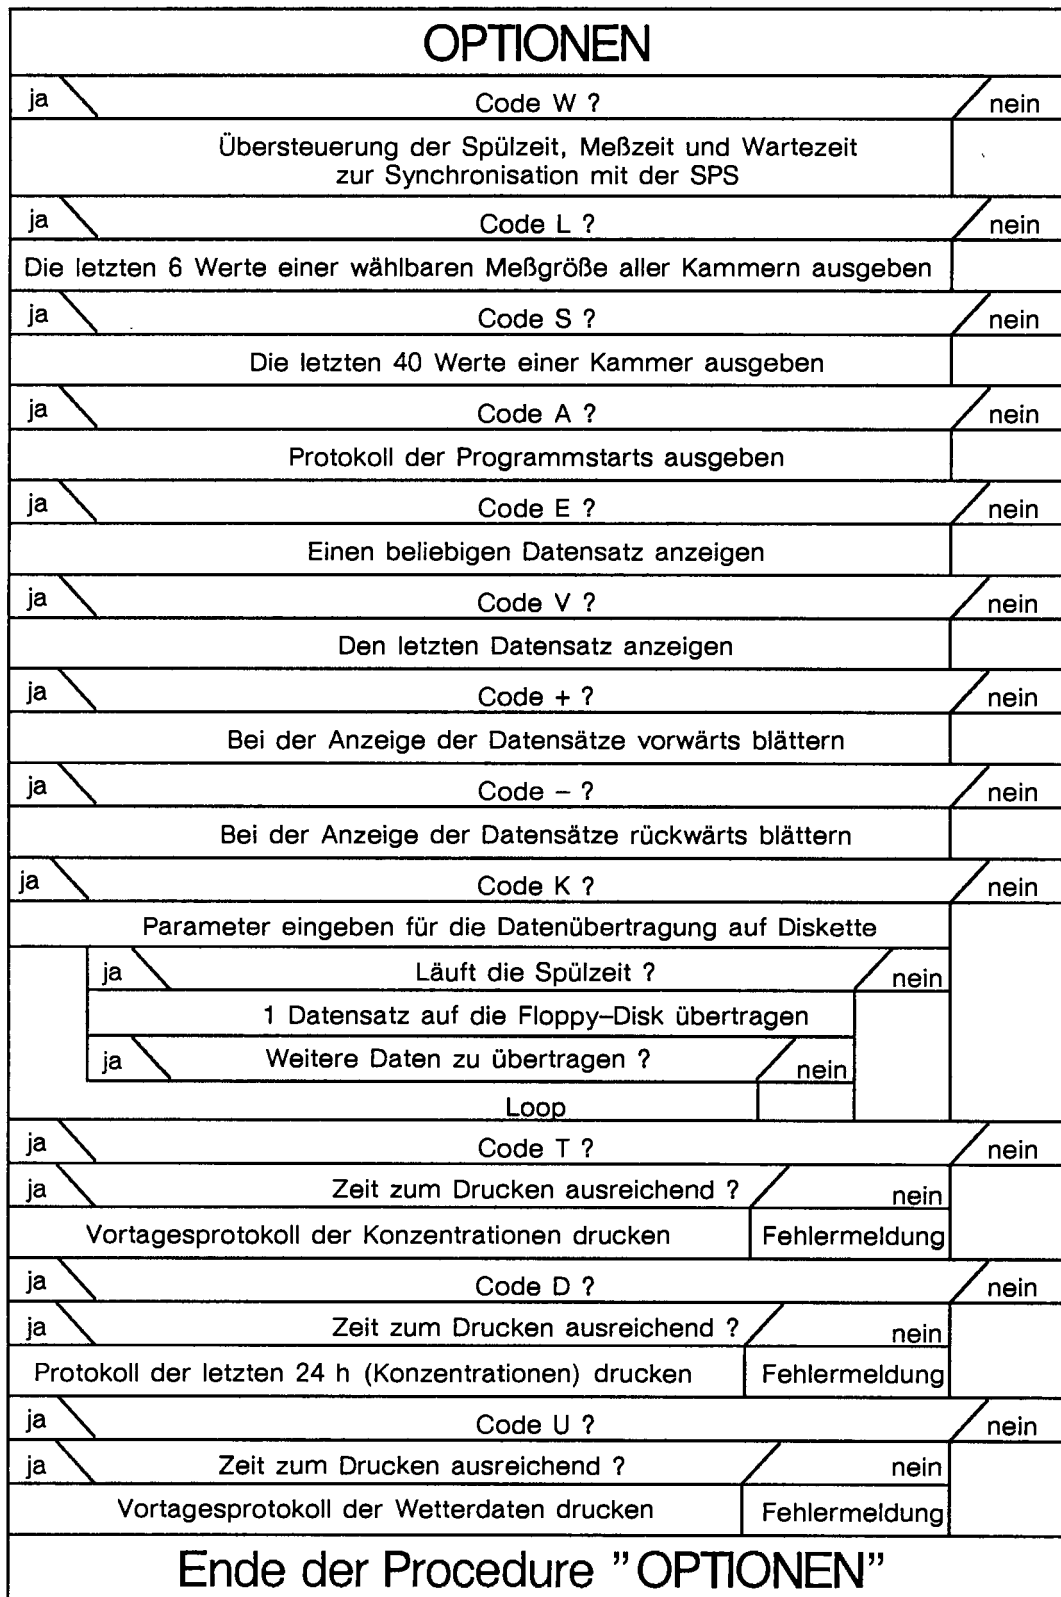 OPTIONEN
ja Code W ? nein
Übersteuerung der Spülzeit, Meßzeit und Wartezeit
zur Synchronisation mit der SPS
ja Code L ? nein
Die letzten 6 Werte einer wählbaren Meßgröße aller Kammern ausgeben
ja Code S ? nein
Die letzten 40 Werte einer Kammer ausgeben
ja Code A ? nein
Protokoll der Programmstarts ausgeben
ja Code E ? nein
Einen beliebigen Datensatz anzeigen
ja Code V ? nein
Den letzten Datensatz anzeigen
ja Code + ? nein
Bei der Anzeige der Datensätze vorwärts blättern
ja Code – ? nein
Bei der Anzeige der Datensätze rückwärts blättern
ja Code K ? nein
Parameter eingeben für die Datenübertragung auf Diskette
ja Läuft die Spülzeit ? nein
1 Datensatz auf die Floppy–Disk übertragen
ja Weitere Daten zu übertragen ? nein
Loop
ja Code T ? nein
ja Zeit zum Drucken ausreichend ? nein
Vortagesprotokoll der Konzentrationen drucken Fehlermeldung
ja Code D ? nein
ja Zeit zum Drucken ausreichend ? nein
Protokoll der letzten 24 h (Konzentrationen) drucken Fehlermeldung
ja Code U ? nein
ja Zeit zum Drucken ausreichend ? nein
Vortagesprotokoll der Wetterdaten drucken Fehlermeldung
Ende der Procedure ”OPTIONEN”